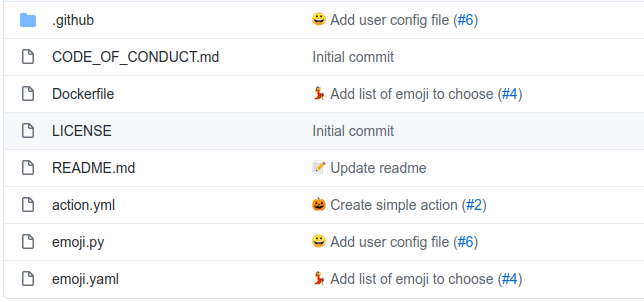 .github 😀 Add user config file (#6)
CODE_OF_CONDUCT.md Initial commit
Dockerfile 💃 Add list of emoji to choose (#4)
LICENSE Initial commit
README.md 📝 Update readme
action.yml 🎃 Create simple action (#2)
emoji.py 😀 Add user config file (#6)
emoji.yaml 💃 Add list of emoji to choose (#4)